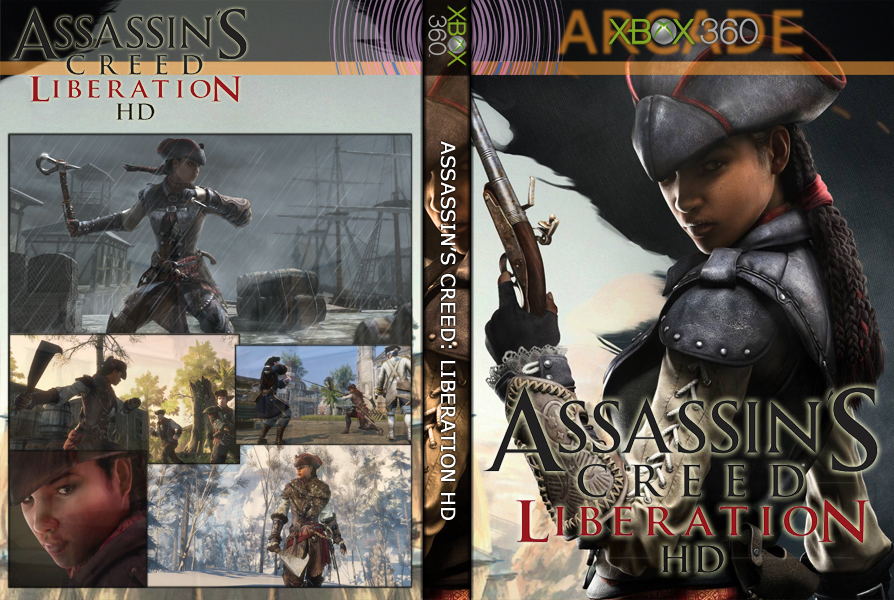 ASSASSIN'S
CREED
LIBERATION
HD
XBOX
360
ASSASSIN'S CREED: LIBERATION HD
ARCADE
XBOX 360
ASSASSIN'S
CREED
LIBERATION
HD